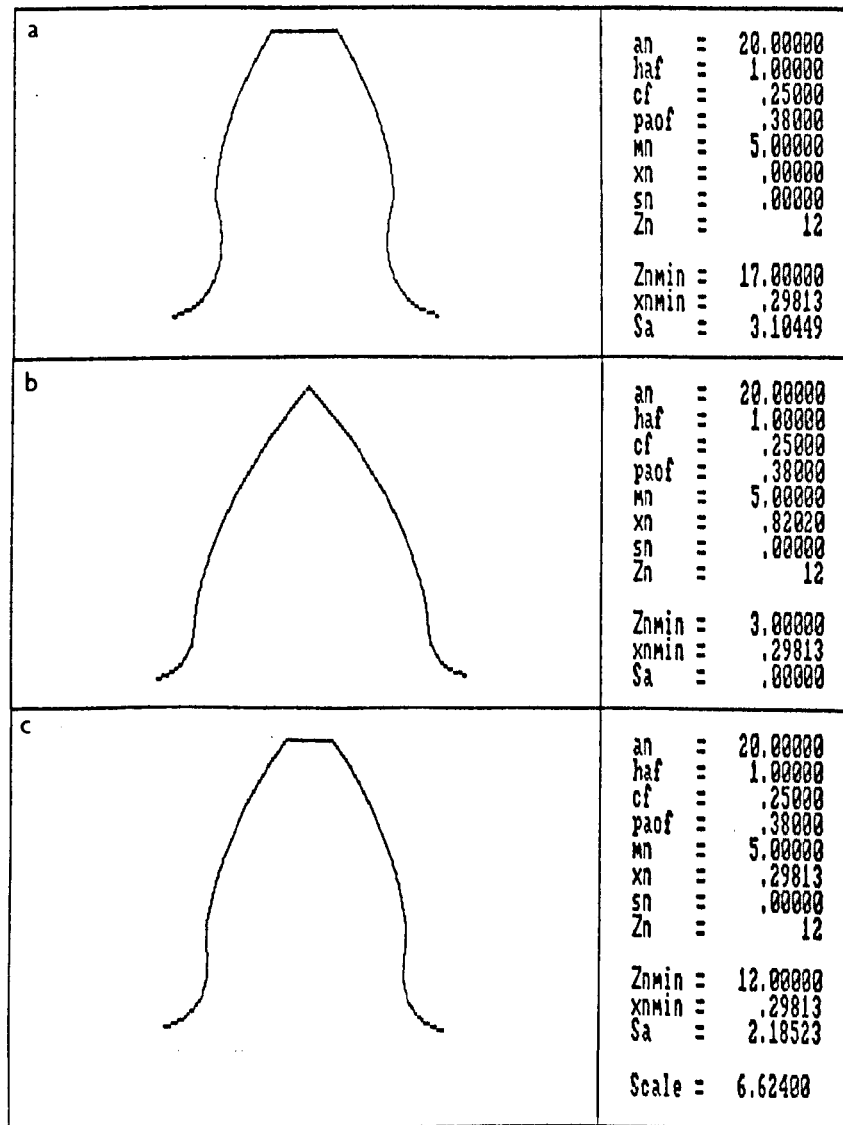 a
an = 20.00000
haf = 1.00000
cf = .25000
paof = .38000
mn = 5.00000
xn = .00000
sn = .00000
Zn = 12
Znmin = 17.00000
xnmin = .29813
Sa = 3.10449
b
an = 20.00000
haf = 1.00000
cf = .25000
paof = .38000
mn = 5.00000
xn = .82020
sn = .00000
Zn = 12
Znmin = 3.00000
xnmin = .29813
Sa = .00000
c
an = 20.00000
haf = 1.00000
cf = .25000
paof = .38000
mn = 5.00000
xn = .29813
sn = .00000
Zn = 12
Znmin = 12.00000
xnmin = .29813
Sa = 2.18523
Scale = 6.62400